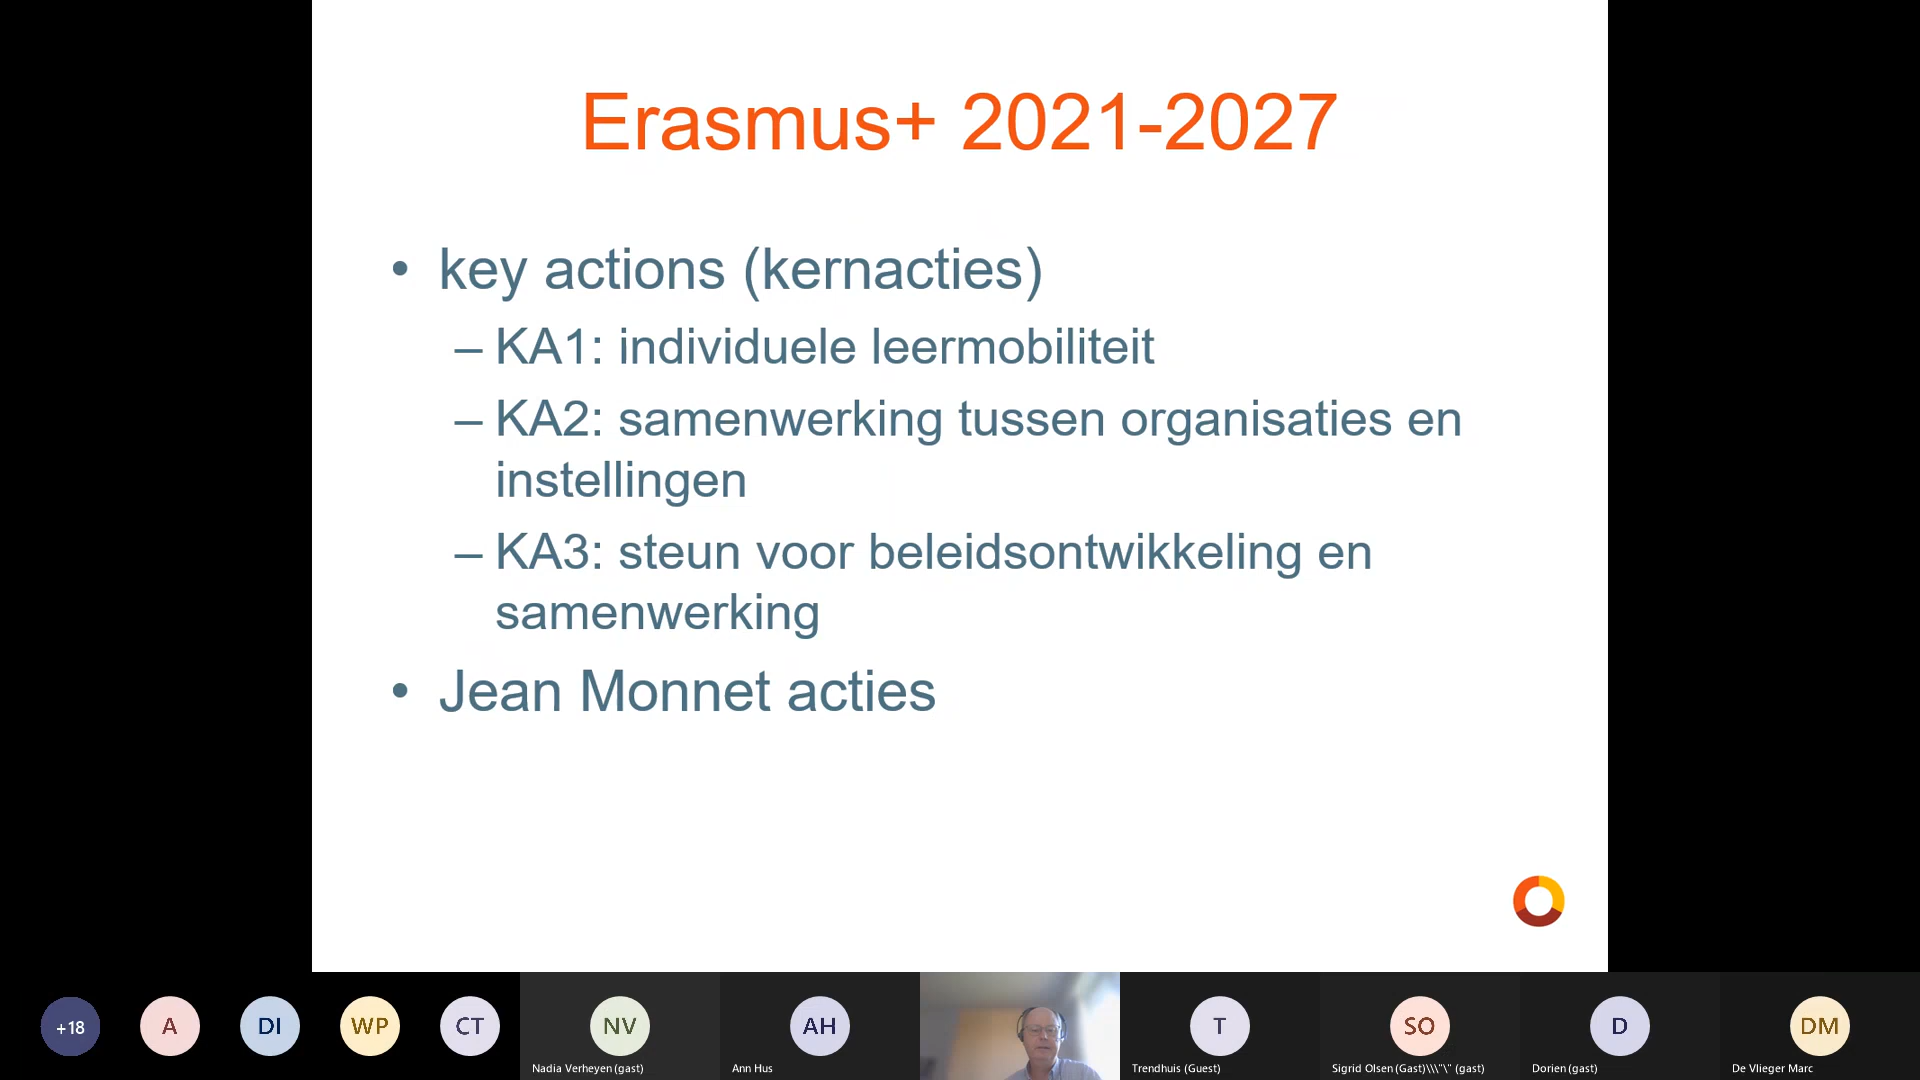 Erasmus+ 2021-2027
• key actions (kernacties)
– KA1: individuele leermobiliteit
– KA2: samenwerking tussen organisaties en
instellingen
– KA3: steun voor beleidsontwikkeling en
samenwerking
• Jean Monnet acties
+18
A
DI
WP
CT
NV
AH
T
SO
D
DM
Nadia Verheyen (gast)
Ann Hus
Trendhuis (Guest)
Sigrid Olsen (Gast)\\\"\" (gast)
Dorien (gast)
De Vlieger Marc